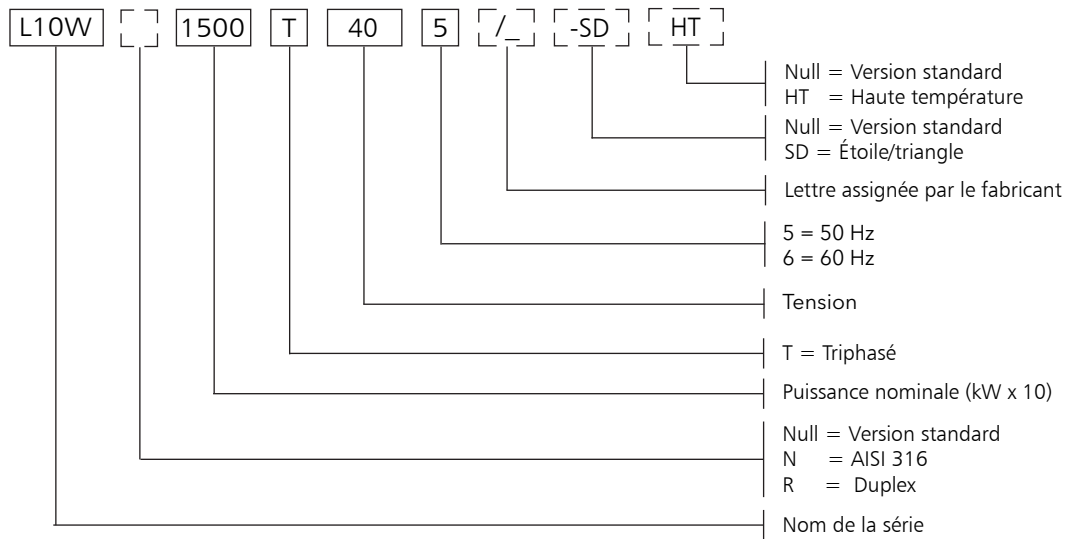 L10W 1500 T 40 5 /_ -SD HT
Null = Version standard
HT = Haute température
Null = Version standard
SD = Étoile/triangle
Lettre assignée par le fabricant
5 = 50 Hz
6 = 60 Hz
Tension
T = Triphasé
Puissance nominale (kW x 10)
Null = Version standard
N = AISI 316
R = Duplex
Nom de la série